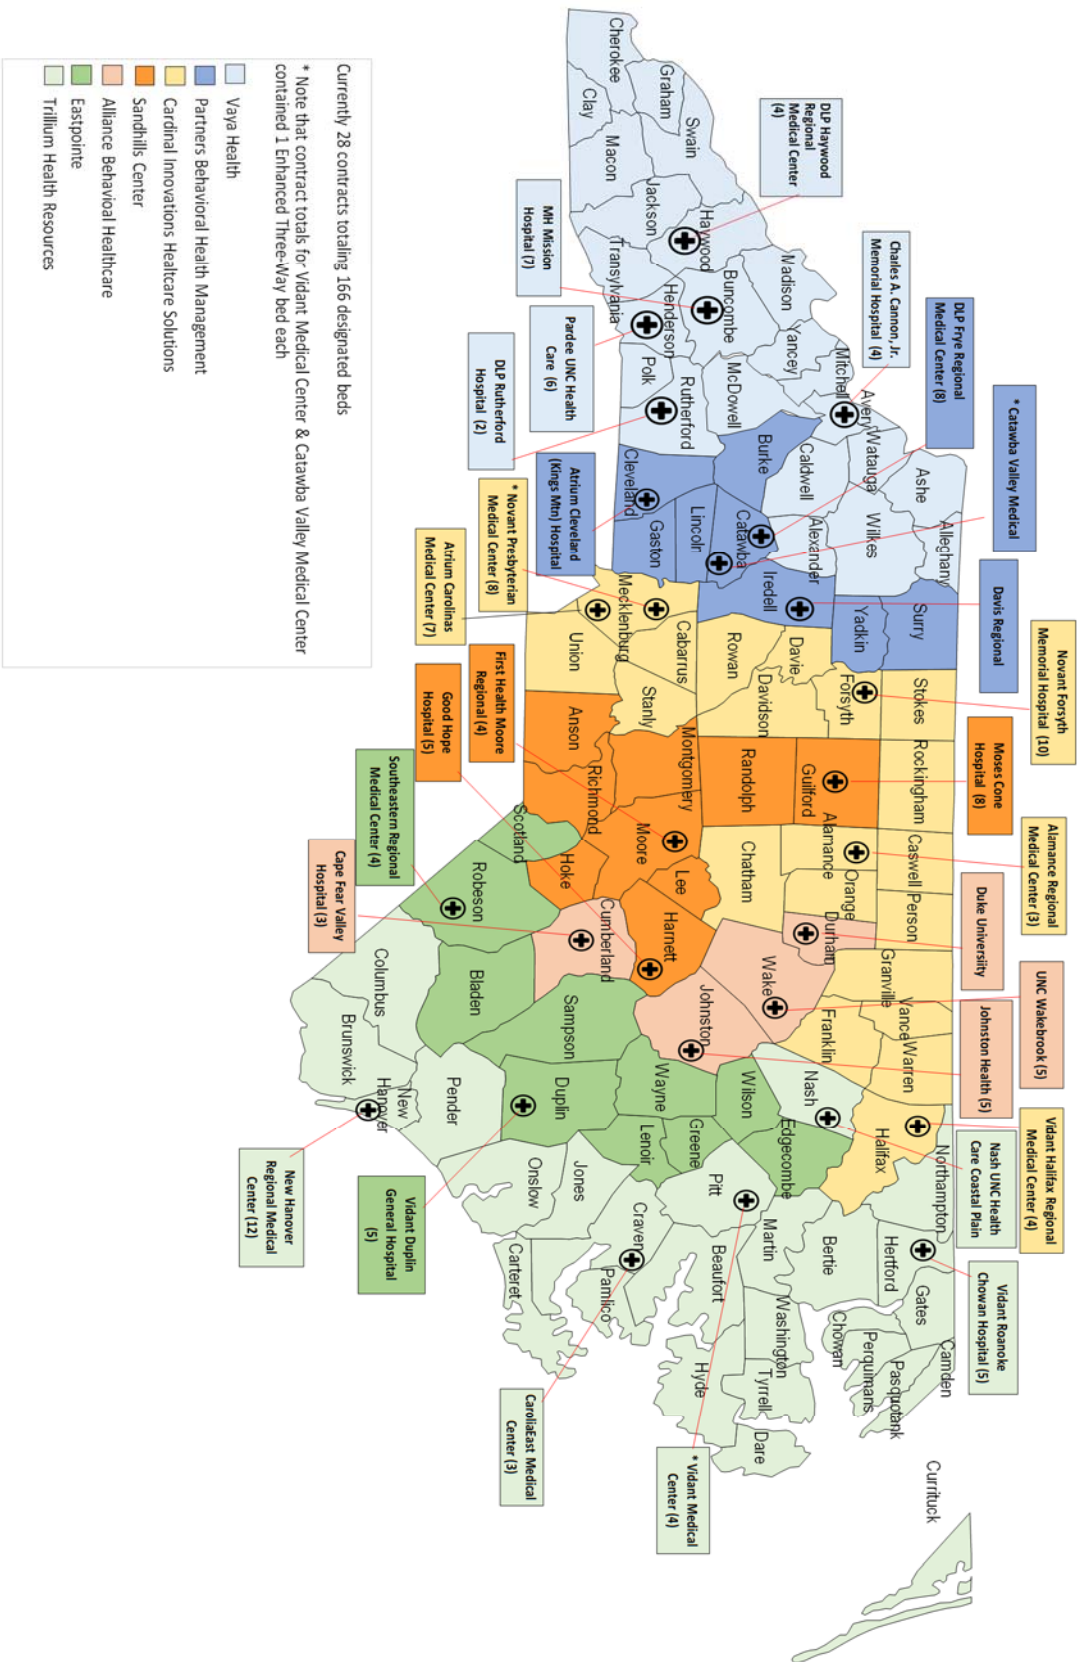 Novant Forsyth
Memorial Hospital (10)
Alamance Regional
Medical Center (3)
UNC Wakebrook (5)
Vidant Halifax Regional
Medical Center (4)
* Catawba Valley Medical
Davis Regional
Moses Cone
Hospital (8)
Duke University
Johnston Health (5)
Nash UNC Health
Care Coastal Plain
Vidant Roanoke
Chowan Hospital (5)
DLP Frye Regional
Medical Center (8)
Charles A. Cannon, Jr.
Memorial Hospital (4)
DLP Haywood
Regional
Medical Center
(4)
Alleghany
Ashe
Surry
Stokes
Rockingham
Caswell
Person
Granville
Vance
Warren
Northampton
Gates
Camden
Currituck
Watauga
Wilkes
Yadkin
Forsyth
Guilford
Alamance
Orange
Durham
Franklin
Halifax
Hertford
Pasquotank
Perquimans
Chowan
Mitchell
Avery
Caldwell
Alexander
Iredell
Davie
Davidson
Randolph
Chatham
Wake
Nash
Edgecombe
Bertie
Martin
Washington
Tyrrell
Dare
Madison
Yancey
McDowell
Burke
Catawba
Rowan
Johnston
Wilson
Pitt
Beaufort
Hyde
Swain
Haywood
Buncombe
Rutherford
Lincoln
Cabarrus
Stanly
Montgomery
Moore
Lee
Harnett
Wayne
Greene
Lenoir
Craven
Pamlico
Graham
Cherokee
Clay
Macon
Jackson
Transylvania
Henderson
Polk
Cleveland
Gaston
Mecklenburg
Union
Anson
Richmond
Hoke
Scotland
Cumberland
Sampson
Duplin
Jones
Onslow
Carteret
Robeson
Bladen
Pender
Columbus
Brunswick
New
Hanover
MH Mission
Hospital (7)
Pardee UNC Health
Care (6)
DLP Rutherford
Hospital (2)
Atrium Cleveland
(Kings Mtn) Hospital
* Novant Presbyterian
Medical Center (8)
Atrium Carolinas
Medical Center (7)
First Health Moore
Regional (4)
Good Hope
Hospital (5)
Southeastern Regional
Medical Center (4)
Cape Fear Valley
Hospital (3)
* Vidant Medical
Center (4)
CaroliaEast Medical
Center (3)
Vidant Duplin
General Hospital
(5)
New Hanover
Regional Medical
Center (12)
Currently 28 contracts totaling 166 designated beds
* Note that contract totals for Vidant Medical Center & Catawba Valley Medical Center
contained 1 Enhanced Three-Way bed each
Vaya Health
Partners Behavioral Health Management
Cardinal Innovations Healtcare Solutions
Sandhills Center
Alliance Behavioal Healthcare
Eastpointe
Trillium Health Resources